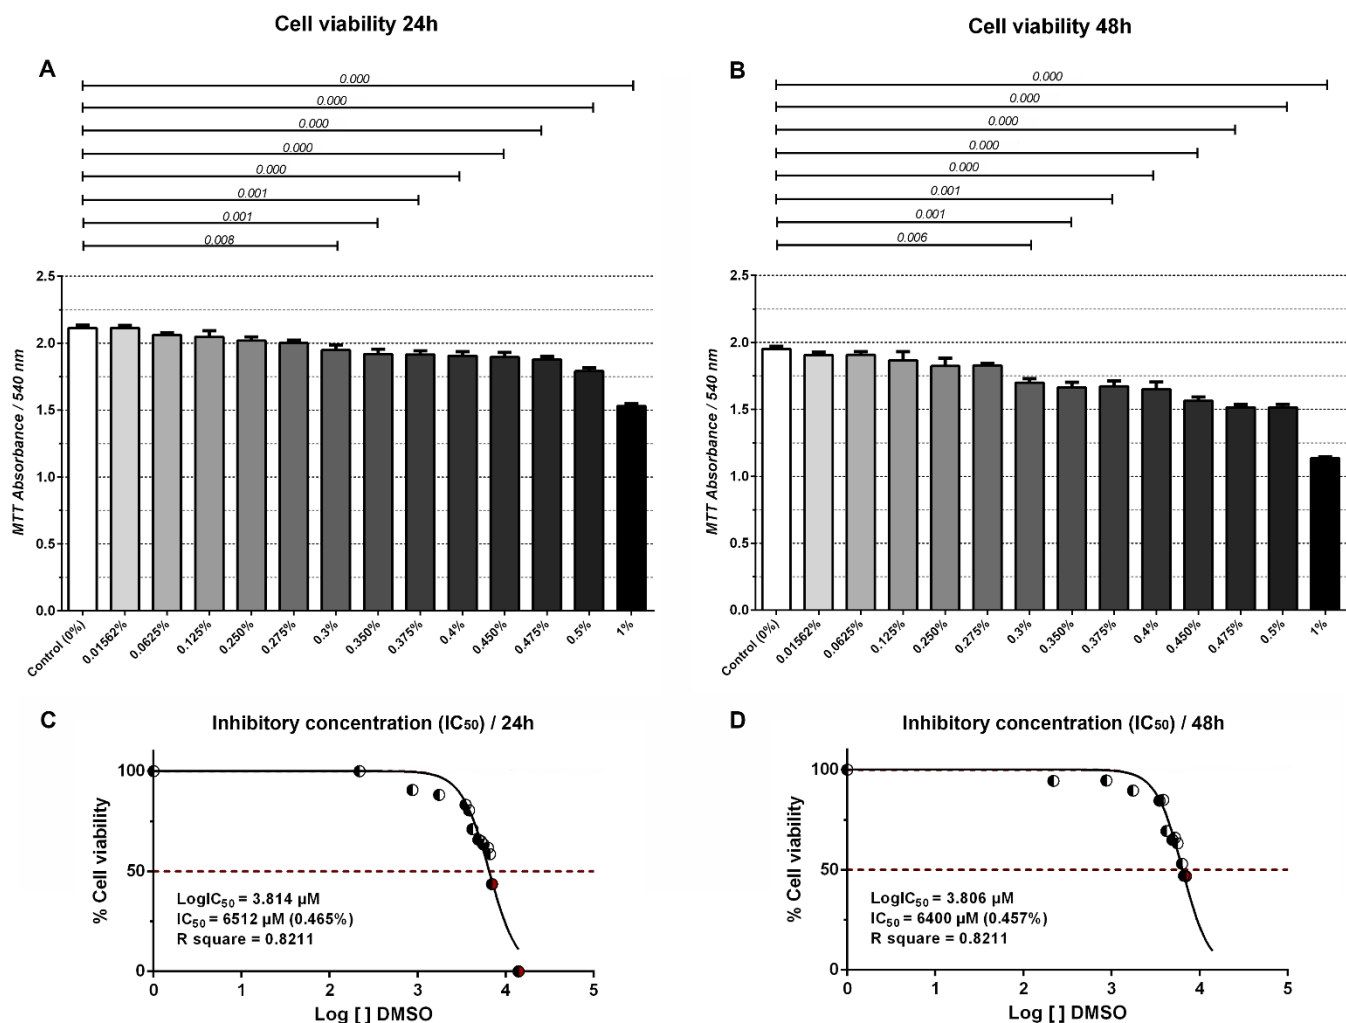 Cell viability 24h
A
0.000
0.000
0.000
0.000
0.000
0.001
0.001
0.008
2.5
2.0
1.5
1.0
0.5
0.0
MTT Absorbance / 540 nm
Control (0%)
0.01562%
0.0625%
0.125%
0.250%
0.275%
0.3%
0.350%
0.375%
0.4%
0.450%
0.475%
0.5%
1%
Cell viability 48h
B
0.000
0.000
0.000
0.000
0.000
0.001
0.001
0.006
2.5
2.0
1.5
1.0
0.5
0.0
MTT Absorbance / 540 nm
Control (0%)
0.01562%
0.0625%
0.125%
0.250%
0.275%
0.3%
0.350%
0.375%
0.4%
0.450%
0.475%
0.5%
1%
C
Inhibitory concentration (IC₅₀) / 24h
100
50
0
% Cell viability
LogIC₅₀ = 3.814 µM
IC₅₀ = 6512 µM (0.465%)
R square = 0.8211
0 1 2 3 4 5
Log [ ] DMSO
D
Inhibitory concentration (IC₅₀) / 48h
100
50
0
% Cell viability
LogIC₅₀ = 3.806 µM
IC₅₀ = 6400 µM (0.457%)
R square = 0.8211
0 1 2 3 4 5
Log [ ] DMSO